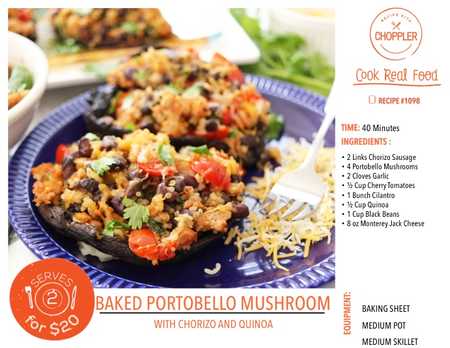 RECIPE KITS
CHOPPLER
Cook Real Food
RECIPE #1098
TIME: 40 Minutes
INGREDIENTS :
• 2 Links Chorizo Sausage
• 4 Portobello Mushrooms
• 2 Cloves Garlic
• ½ Cup Cherry Tomatoes
• 1 Bunch Cilantro
• ½ Cup Quinoa
• 1 Cup Black Beans
• 8 oz Monterey Jack Cheese
SERVES
2
for $20
BAKED PORTOBELLO MUSHROOM
WITH CHORIZO AND QUINOA
EQUIPMENT:
BAKING SHEET
MEDIUM POT
MEDIUM SKILLET